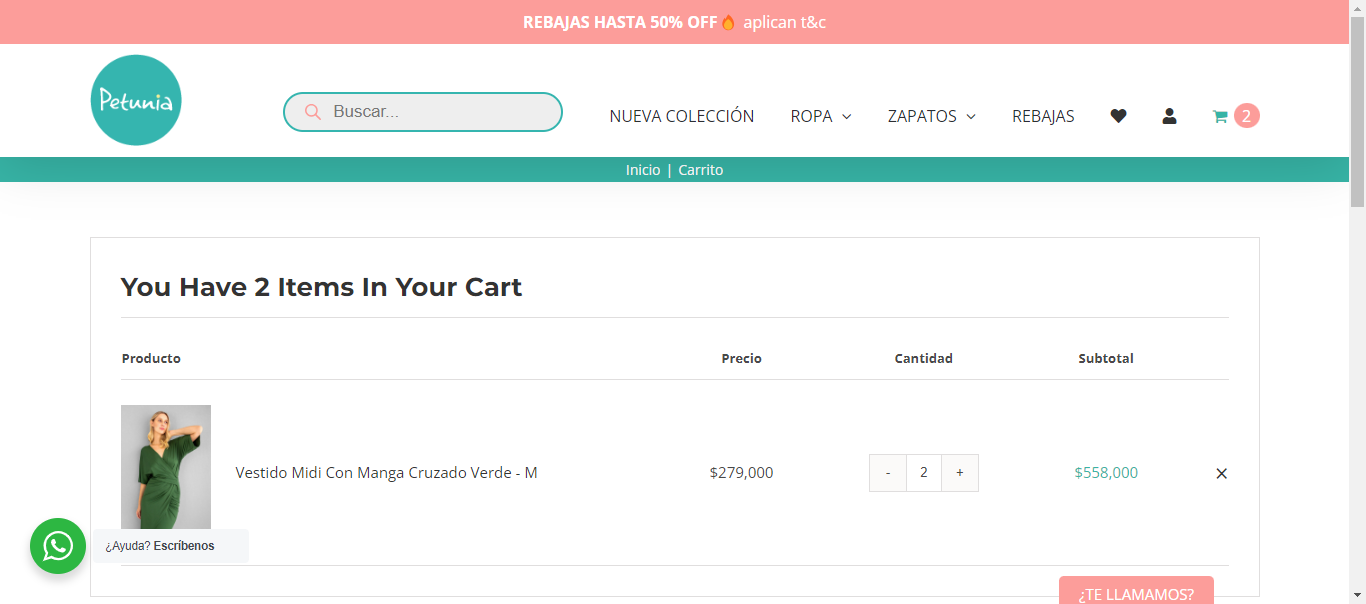 REBAJAS HASTA 50% OFF🔥 aplican t&c
Petunia
Buscar...
NUEVA COLECCIÓN ROPA ZAPATOS REBAJAS 2
Inicio | Carrito
You Have 2 Items In Your Cart
Producto Precio Cantidad Subtotal
Vestido Midi Con Manga Cruzado Verde - M $279,000 - 2 + $558,000 ×
¿Ayuda? Escríbenos
¿TE LLAMAMOS?